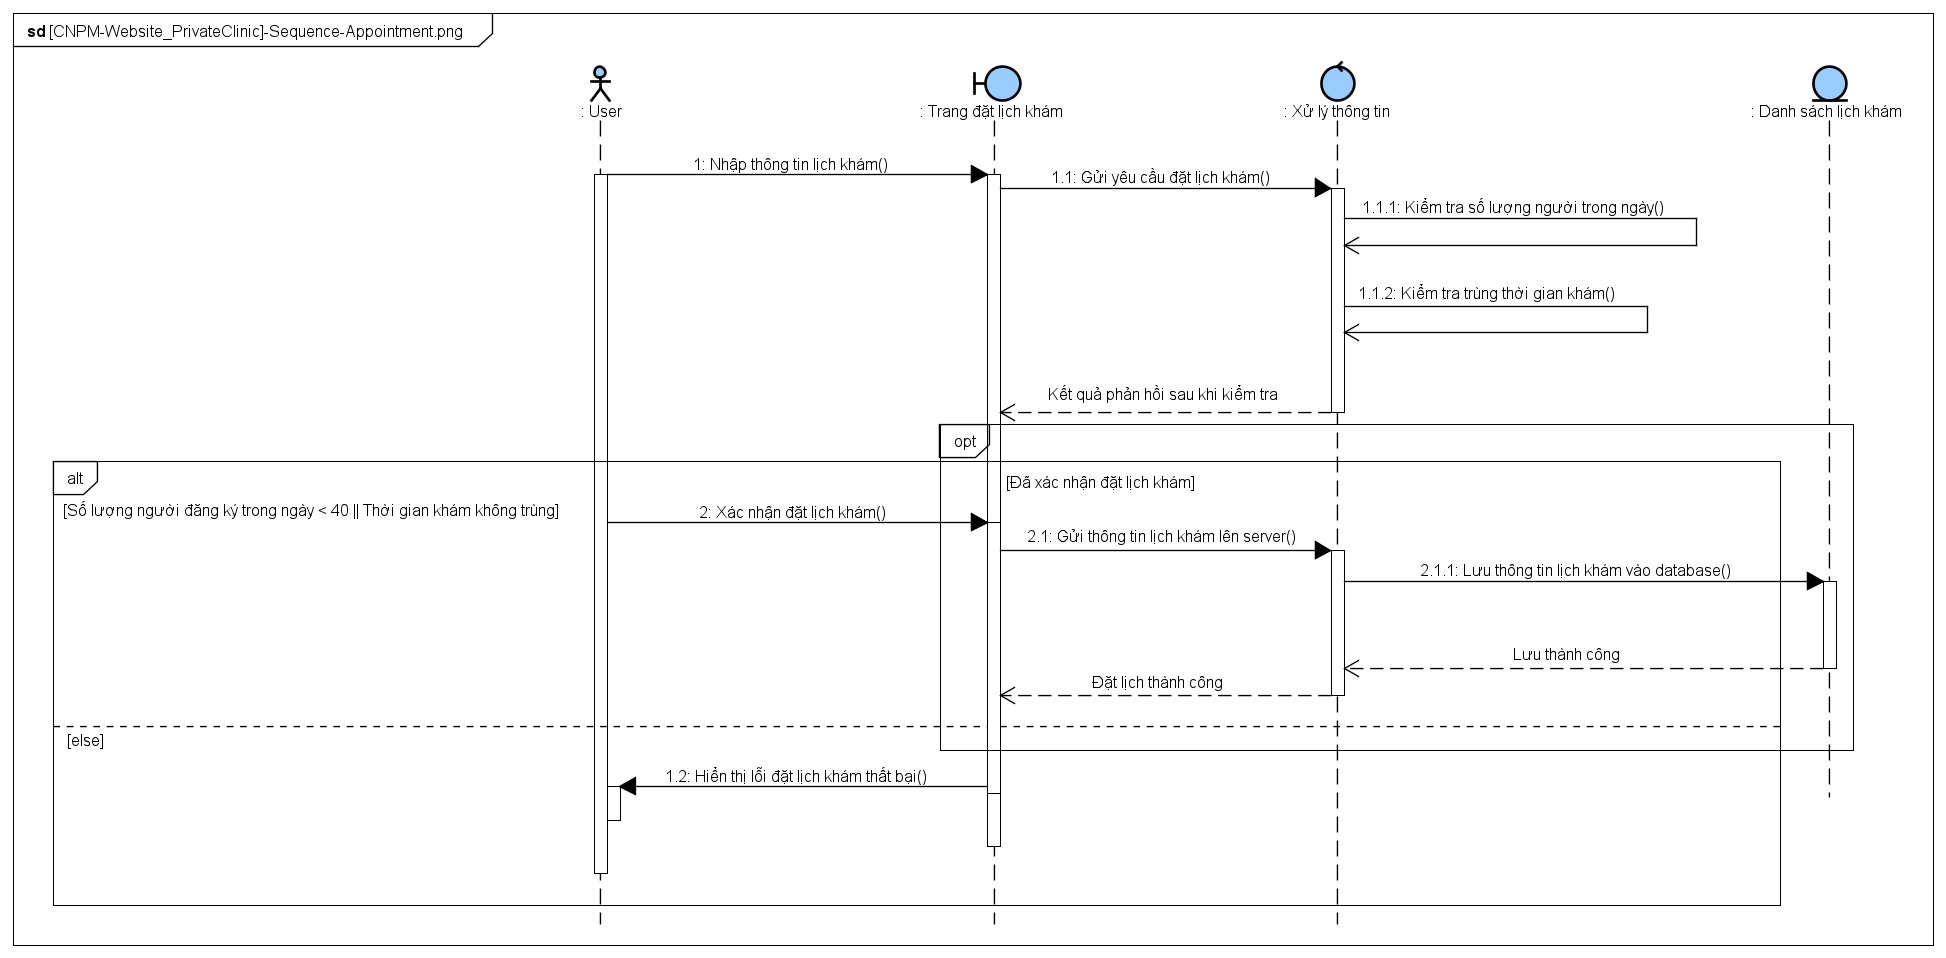 sd [CNPM-Website_PrivateClinic]-Sequence-Appointment.png
: User
: Trang đặt lịch khám
: Xử lý thông tin
: Danh sách lịch khám
1: Nhập thông tin lịch khám()
1.1: Gửi yêu cầu đặt lịch khám()
1.1.1: Kiểm tra số lượng người trong ngày()
1.1.2: Kiểm tra trùng thời gian khám()
Kết quả phản hồi sau khi kiểm tra
opt
alt
[Đã xác nhận đặt lịch khám]
[Số lượng người đăng ký trong ngày < 40 || Thời gian khám không trùng]
2: Xác nhận đặt lịch khám()
2.1: Gửi thông tin lịch khám lên server()
2.1.1: Lưu thông tin lịch khám vào database()
Lưu thành công
Đặt lịch thành công
[else]
1.2: Hiển thị lỗi đặt lịch khám thất bại()